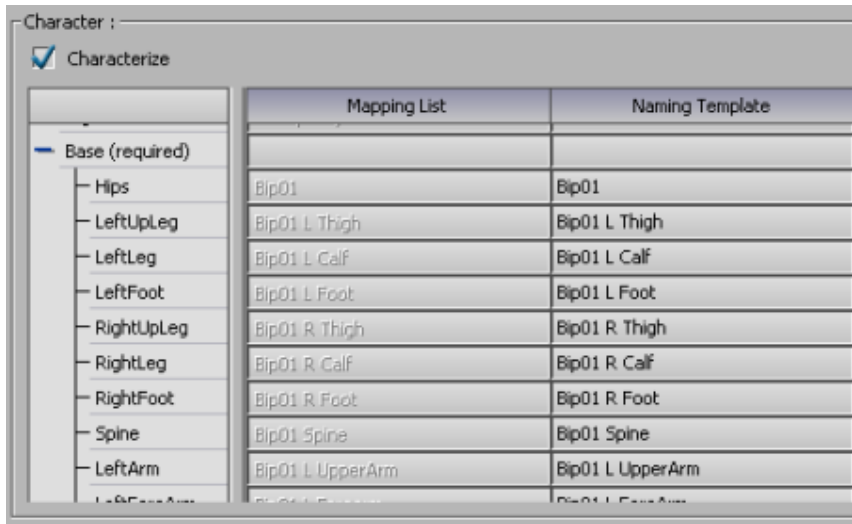 Character :
Characterize
Mapping List Naming Template
Base (required)
Hips Bip01 Bip01
LeftUpLeg Bip01 L Thigh Bip01 L Thigh
LeftLeg Bip01 L Calf Bip01 L Calf
LeftFoot Bip01 L Foot Bip01 L Foot
RightUpLeg Bip01 R Thigh Bip01 R Thigh
RightLeg Bip01 R Calf Bip01 R Calf
RightFoot Bip01 R Foot Bip01 R Foot
Spine Bip01 Spine Bip01 Spine
LeftArm Bip01 L UpperArm Bip01 L UpperArm